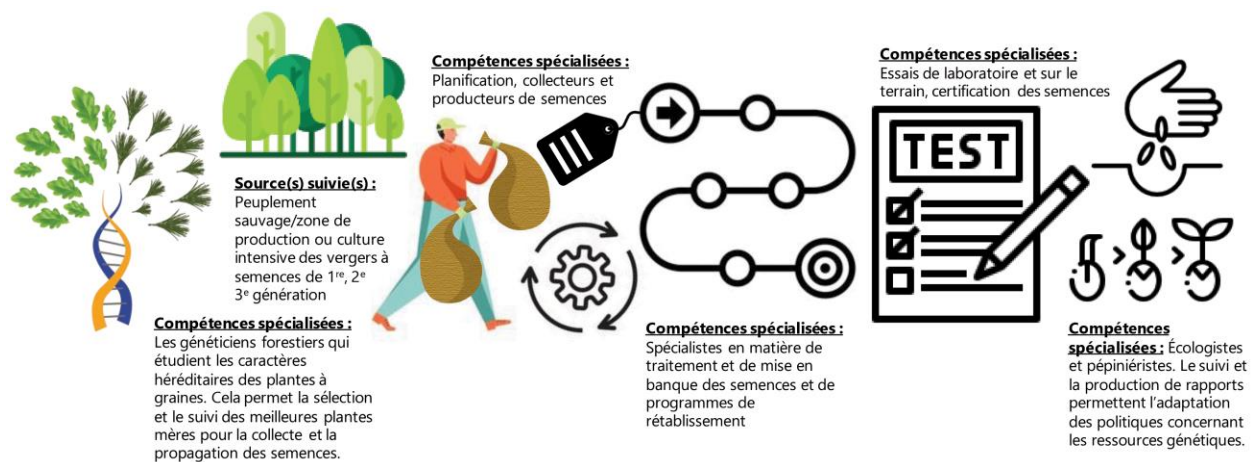 Source(s) suivie(s) :
Peuplement
sauvage/zone de
production ou culture
intensive des vergers à
semences de 1re, 2e
3e génération
Compétences spécialisées :
Les généticiens forestiers qui
étudient les caractères
héréditaires des plantes à
graines. Cela permet la sélection
et le suivi des meilleures plantes
mères pour la collecte et la
propagation des semences.
Compétences spécialisées :
Planification, collecteurs et
producteurs de semences
Compétences spécialisées :
Spécialistes en matière de
traitement et de mise en
banque des semences et de
programmes de
rétablissement
Compétences spécialisées :
Essais de laboratoire et sur le
terrain, certification des semences
TEST
Compétences
spécialisées : Écologistes
et pépiniéristes. Le suivi et
la production de rapports
permettent l’adaptation
des politiques concernant
les ressources génétiques.